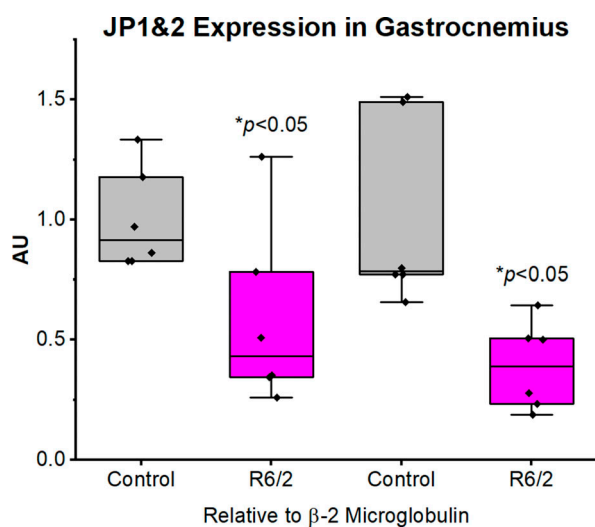 JP1&2 Expression in Gastrocnemius
1.5
1.0
0.5
0.0
AU
*p<0.05
*p<0.05
Control
R6/2
Control
R6/2
Relative to β-2 Microglobulin